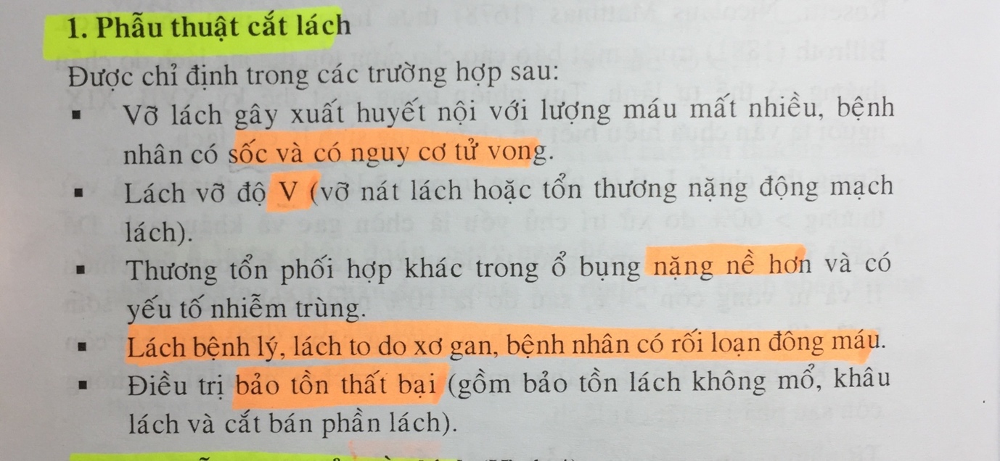 1. Phẫu thuật cắt lách
Được chỉ định trong các trường hợp sau:
▪ Vỡ lách gây xuất huyết nội với lượng máu mất nhiều, bệnh
nhân có sốc và có nguy cơ tử vong.
▪ Lách vỡ độ V (vỡ nát lách hoặc tổn thương nặng động mạch
lách).
▪ Thương tổn phối hợp khác trong ổ bụng nặng nề hơn và có
yếu tố nhiễm trùng.
▪ Lách bệnh lý, lách to do xơ gan, bệnh nhân có rối loạn đông máu.
▪ Điều trị bảo tồn thất bại (gồm bảo tồn lách không mổ, khâu
lách và cắt bán phần lách).